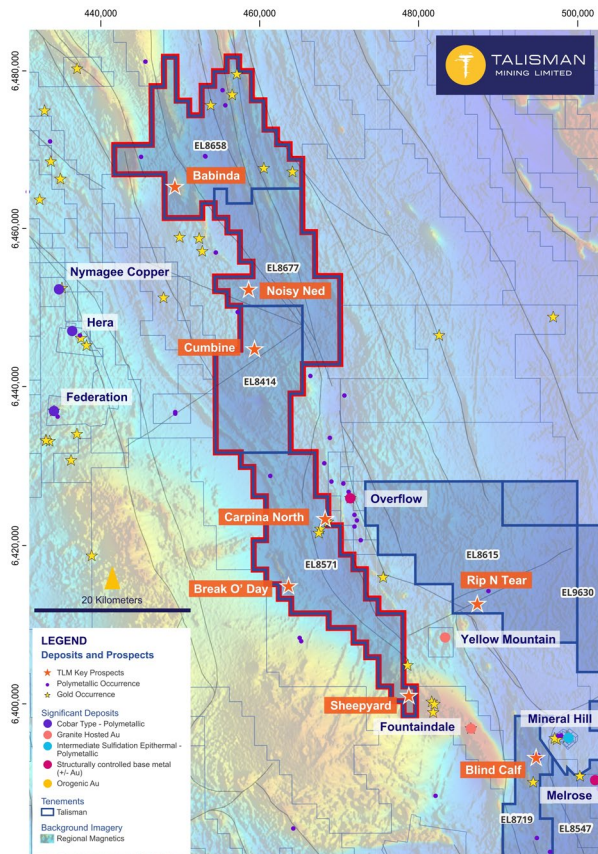 440,000
460,000
480,000
500,000
TALISMAN
MINING LIMITED
6,480,000
EL8658
Babinda
6,460,000
EL8677
Nymagee Copper
Noisy Ned
Hera
Cumbine
6,440,000
EL8414
Federation
Overflow
Carpina North
6,420,000
EL8571
EL8615
Rip N Tear
EL9630
Break O' Day
20 Kilometers
Yellow Mountain
6,400,000
Sheepyard
Fountaindale
Mineral Hill
Blind Calf
Melrose
EL8719
EL8547
LEGEND
Deposits and Prospects
TLM Key Prospects
Polymetallic Occurrence
Gold Occurrence
Significant Deposits
Cobar Type - Polymetallic
Granite Hosted Au
Intermediate Sulfidation Epithermal -
Polymetallic
Structurally controlled base metal
(+/- Au)
Orogenic Au
Tenements
Talisman
Background Imagery
Regional Magnetics